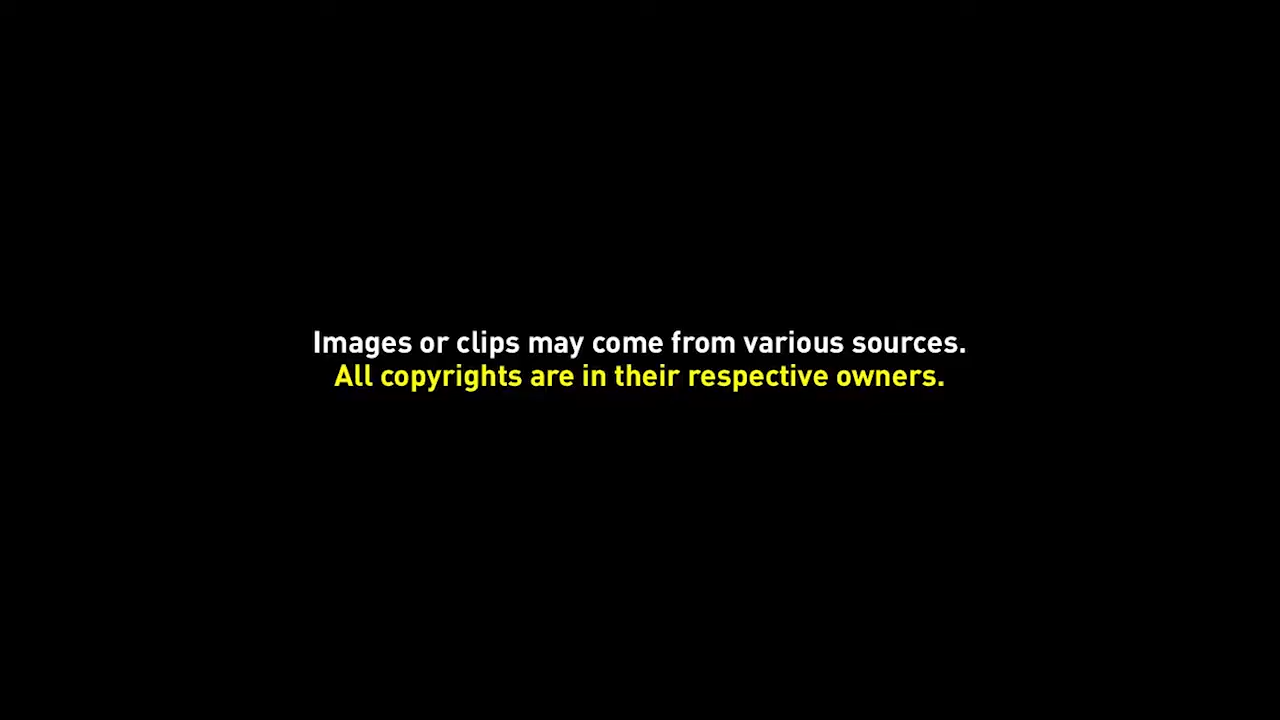 Images or clips may come from various sources.
All copyrights are in their respective owners.